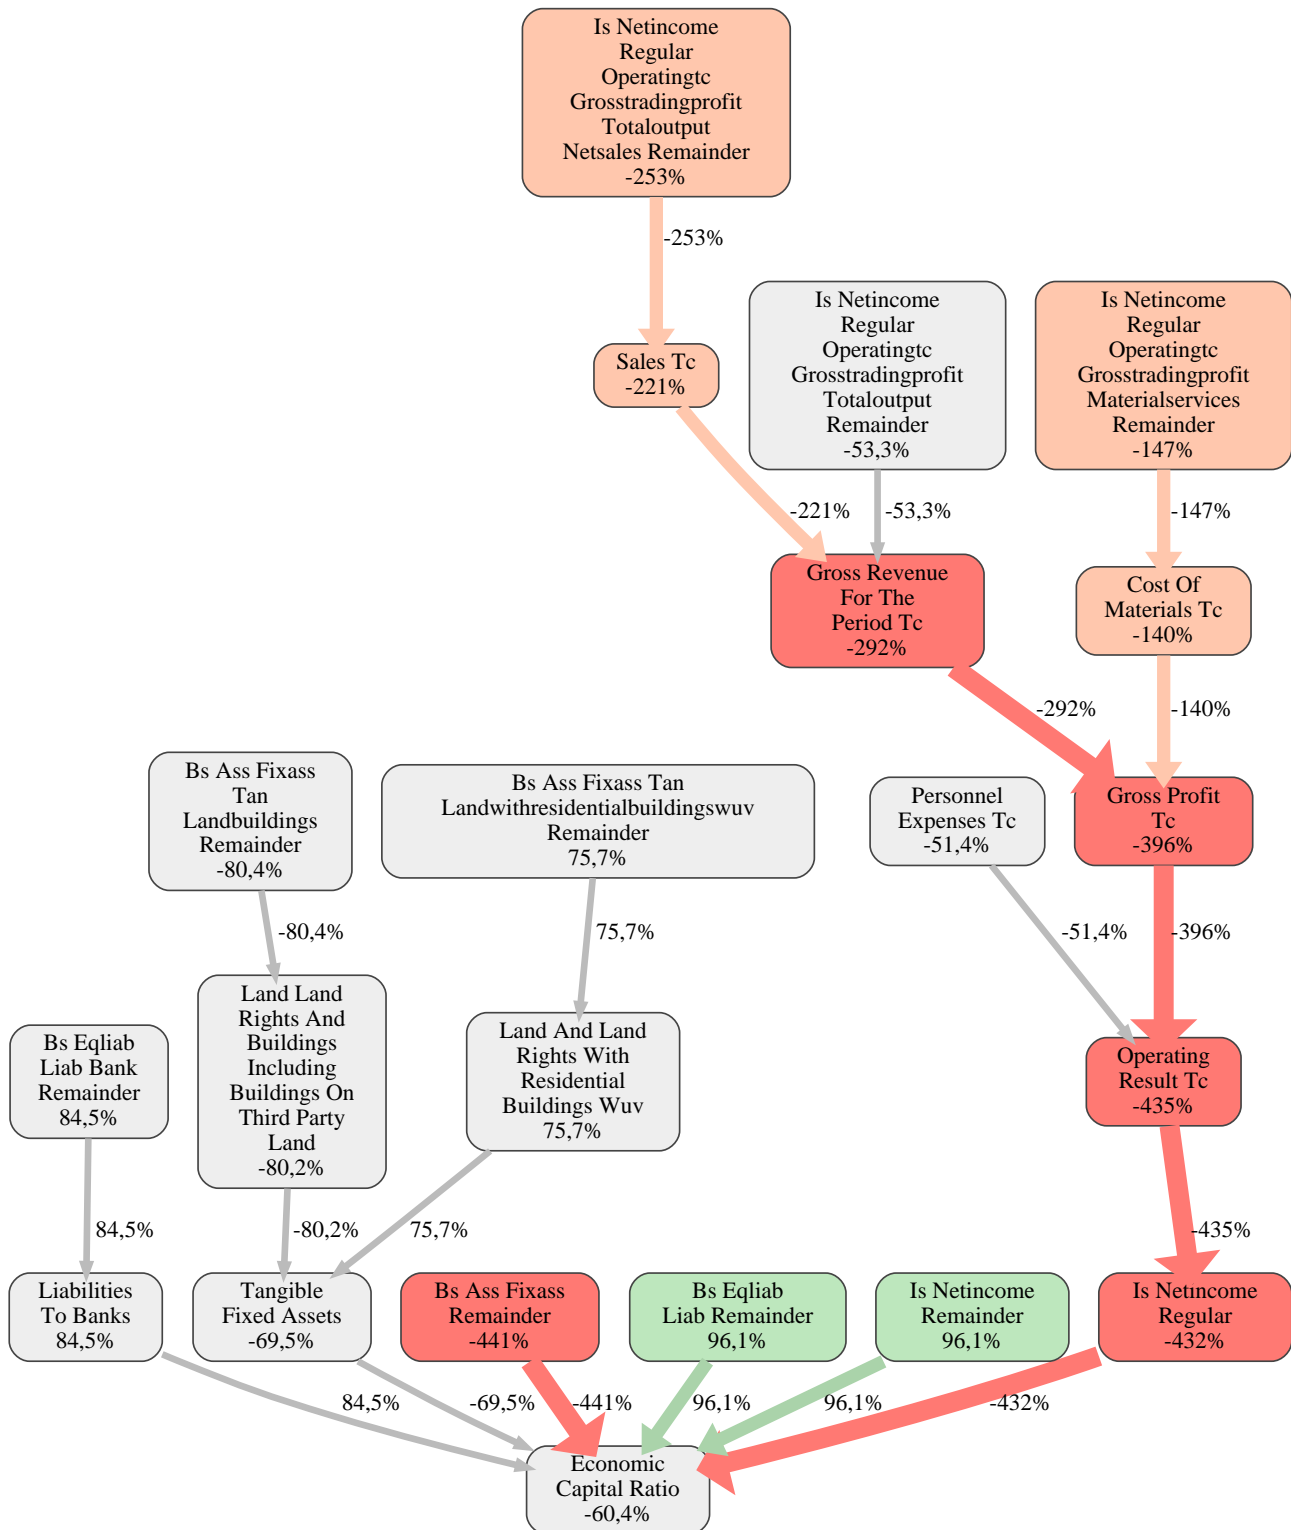 Is Netincome
Regular
Operatingtc
Grosstradingprofit
Totaloutput
Netsales Remainder
-253%
-253%
Is Netincome
Regular
Operatingtc
Grosstradingprofit
Totaloutput
Remainder
-53,3%
Is Netincome
Regular
Operatingtc
Grosstradingprofit
Materialservices
Remainder
-147%
Sales Tc
-221%
-221%
-53,3%
-147%
Gross Revenue
For The
Period Tc
-292%
Cost Of
Materials Tc
-140%
-292%
-140%
Bs Ass Fixass
Tan
Landbuildings
Remainder
-80,4%
Bs Ass Fixass Tan
Landwithresidentialbuildingswuv
Remainder
75,7%
Personnel
Expenses Tc
-51,4%
Gross Profit
Tc
-396%
-80,4%
75,7%
-51,4%
-396%
Bs Eqliab
Liab Bank
Remainder
84,5%
Land Land
Rights And
Buildings
Including
Buildings On
Third Party
Land
-80,2%
Land And Land
Rights With
Residential
Buildings Wuv
75,7%
Operating
Result Tc
-435%
84,5%
-80,2%
75,7%
-435%
Liabilities
To Banks
84,5%
Tangible
Fixed Assets
-69,5%
Bs Ass Fixass
Remainder
-441%
Bs Eqliab
Liab Remainder
96,1%
Is Netincome
Remainder
96,1%
Is Netincome
Regular
-432%
84,5%
-69,5%
-441%
96,1%
96,1%
-432%
Economic
Capital Ratio
-60,4%